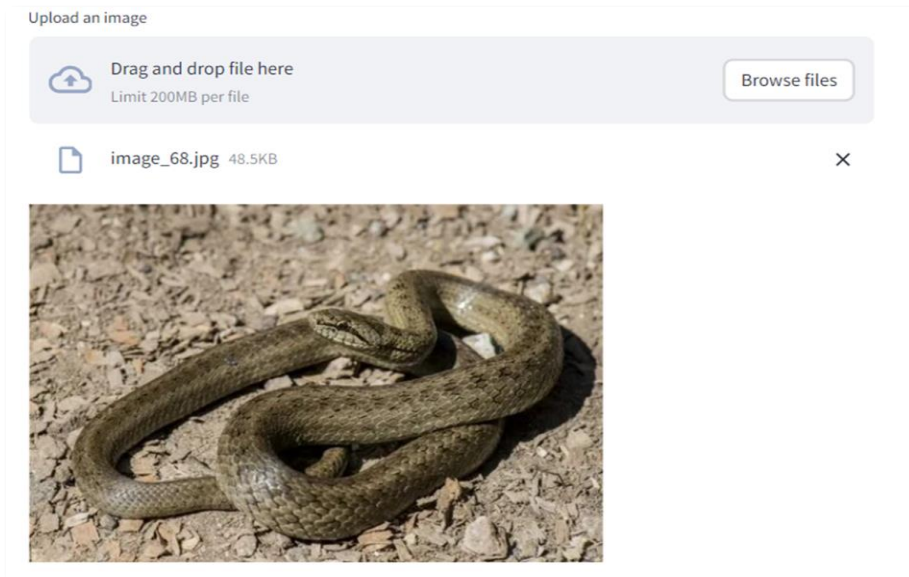 Upload an image
Drag and drop file here
Limit 200MB per file
Browse files
image_68.jpg 48.5KB